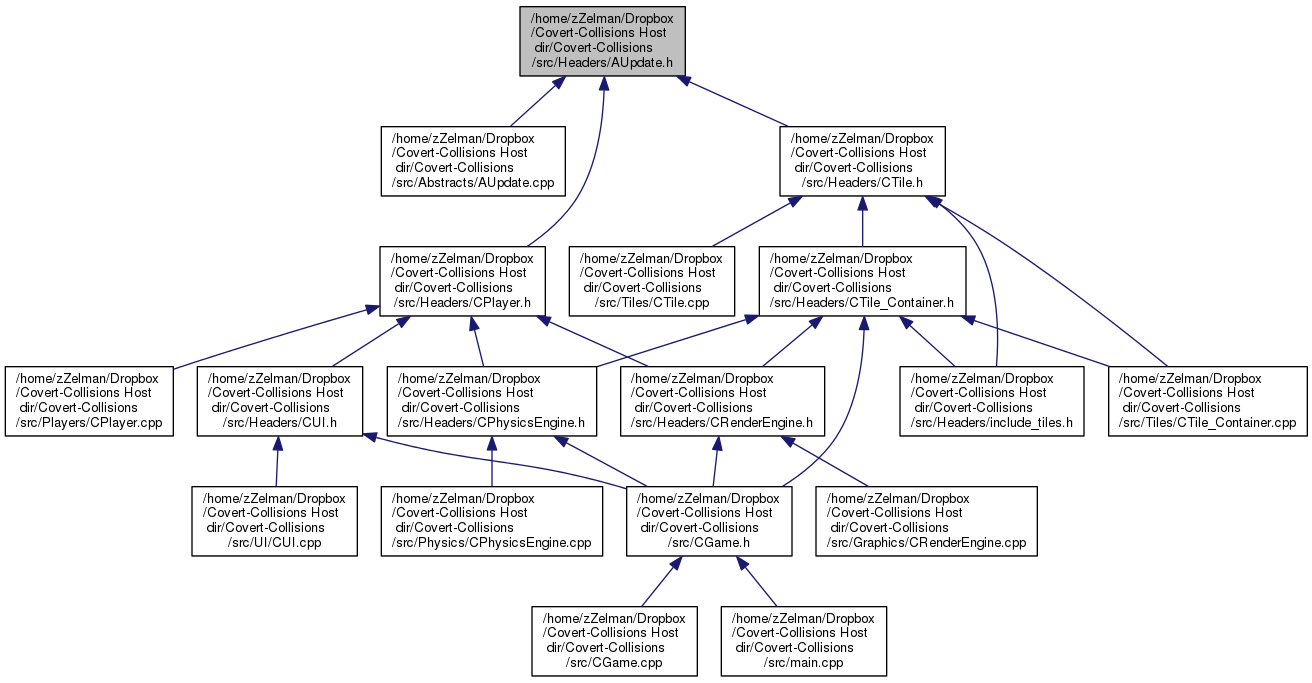 /home/zZelman/Dropbox
/Covert-Collisions Host
dir/Covert-Collisions
/src/Headers/AUpdate.h
/home/zZelman/Dropbox
/Covert-Collisions Host
dir/Covert-Collisions
/src/Abstracts/AUpdate.cpp
/home/zZelman/Dropbox
/Covert-Collisions Host
dir/Covert-Collisions
/src/Headers/CTile.h
/home/zZelman/Dropbox
/Covert-Collisions Host
dir/Covert-Collisions
/src/Headers/CPlayer.h
/home/zZelman/Dropbox
/Covert-Collisions Host
dir/Covert-Collisions
/src/Tiles/CTile.cpp
/home/zZelman/Dropbox
/Covert-Collisions Host
dir/Covert-Collisions
/src/Headers/CTile_Container.h
/home/zZelman/Dropbox
/Covert-Collisions Host
dir/Covert-Collisions
/src/Players/CPlayer.cpp
/home/zZelman/Dropbox
/Covert-Collisions Host
dir/Covert-Collisions
/src/Headers/CUI.h
/home/zZelman/Dropbox
/Covert-Collisions Host
dir/Covert-Collisions
/src/Headers/CPhysicsEngine.h
/home/zZelman/Dropbox
/Covert-Collisions Host
dir/Covert-Collisions
/src/Headers/CRenderEngine.h
/home/zZelman/Dropbox
/Covert-Collisions Host
dir/Covert-Collisions
/src/Headers/include_tiles.h
/home/zZelman/Dropbox
/Covert-Collisions Host
dir/Covert-Collisions
/src/Tiles/CTile_Container.cpp
/home/zZelman/Dropbox
/Covert-Collisions Host
dir/Covert-Collisions
/src/UI/CUI.cpp
/home/zZelman/Dropbox
/Covert-Collisions Host
dir/Covert-Collisions
/src/Physics/CPhysicsEngine.cpp
/home/zZelman/Dropbox
/Covert-Collisions Host
dir/Covert-Collisions
/src/CGame.h
/home/zZelman/Dropbox
/Covert-Collisions Host
dir/Covert-Collisions
/src/Graphics/CRenderEngine.cpp
/home/zZelman/Dropbox
/Covert-Collisions Host
dir/Covert-Collisions
/src/CGame.cpp
/home/zZelman/Dropbox
/Covert-Collisions Host
dir/Covert-Collisions
/src/main.cpp